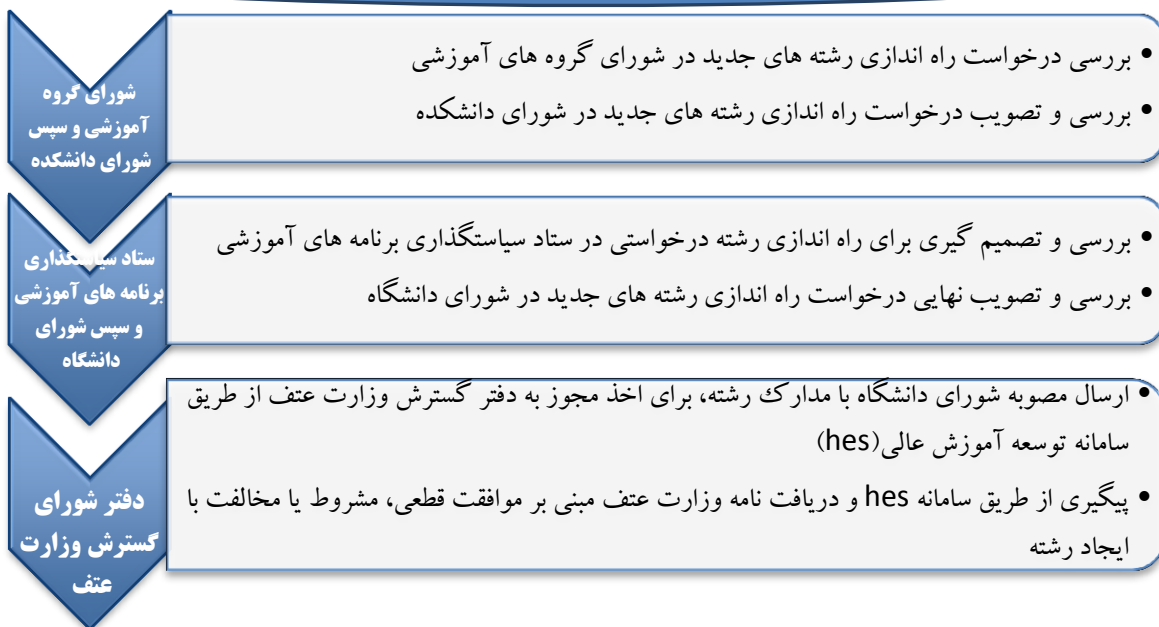 شورای گروه
آموزشی و سپس
شورای دانشکده
• بررسی درخواست راه اندازی رشته های جدید در شورای گروه های آموزشی
• بررسی و تصویب درخواست راه اندازی رشته های جدید در شورای دانشکده
ستاد سیاستگذاری
برنامه های آموزشی
و سپس شورای
دانشگاه
• بررسی و تصمیم گیری برای راه اندازی رشته درخواستی در ستاد سیاستگذاری برنامه های آموزشی
• بررسی و تصویب نهایی درخواست راه اندازی رشته های جدید در شورای دانشگاه
دفتر شورای
گسترش وزارت
عتف
• ارسال مصوبه شورای دانشگاه با مدارک رشته، برای اخذ مجوز به دفتر گسترش وزارت عتف از طریق
سامانه توسعه آموزش عالی(hes)
• پیگیری از طریق سامانه hes و دریافت نامه وزارت عتف مبنی بر موافقت قطعی، مشروط یا مخالفت با
ایجاد رشته